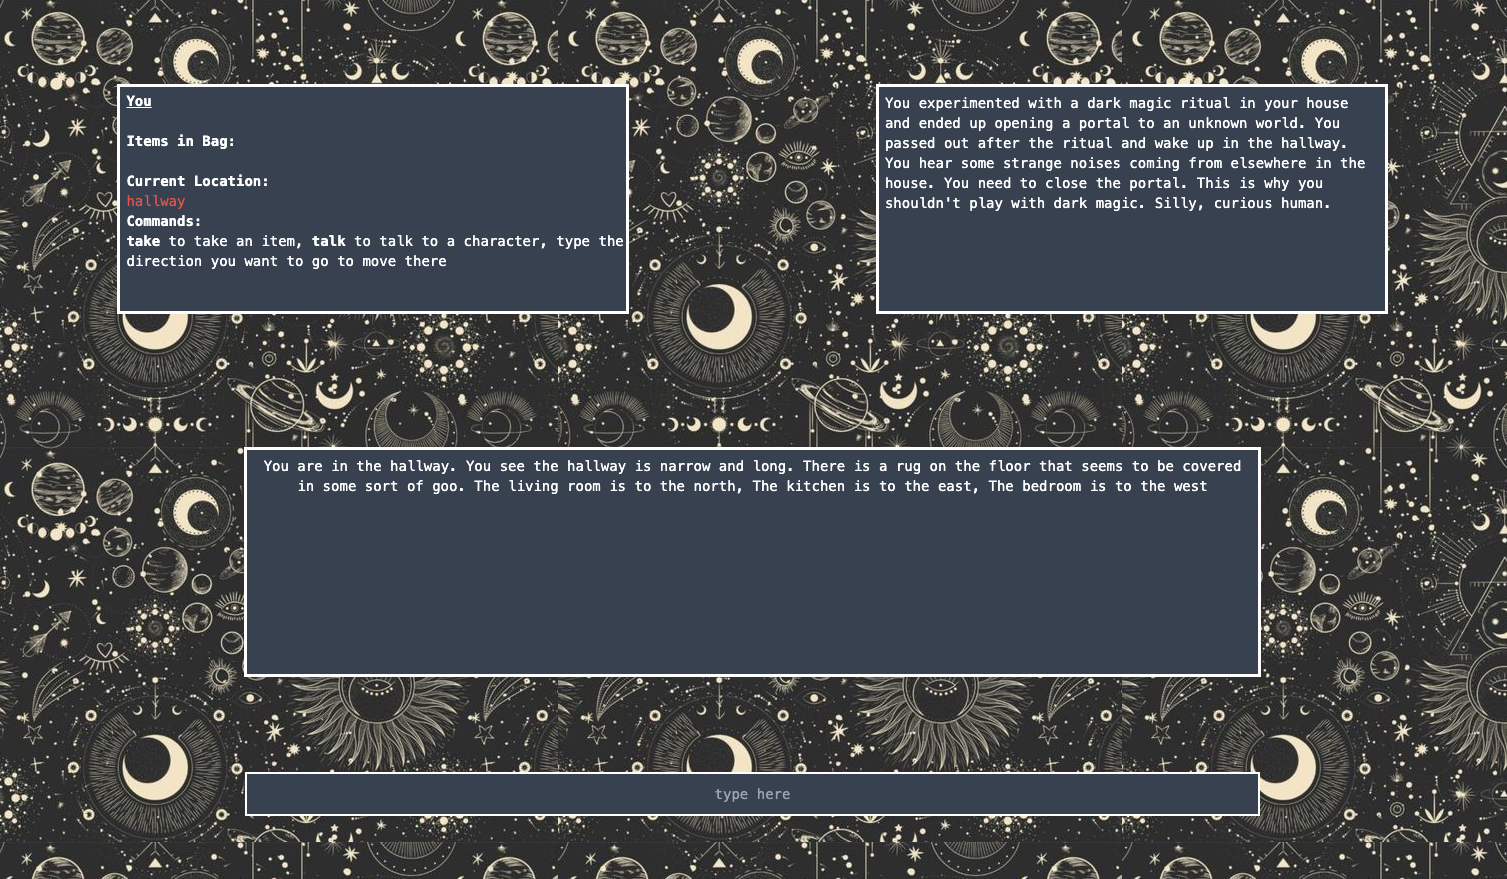 You
Items in Bag:
Current Location:
hallway
Commands:
take to take an item, talk to talk to a character, type the
direction you want to go to move there
You experimented with a dark magic ritual in your house
and ended up opening a portal to an unknown world. You
passed out after the ritual and wake up in the hallway.
You hear some strange noises coming from elsewhere in the
house. You need to close the portal. This is why you
shouldn't play with dark magic. Silly, curious human.
You are in the hallway. You see the hallway is narrow and long. There is a rug on the floor that seems to be covered
in some sort of goo. The living room is to the north, The kitchen is to the east, The bedroom is to the west
type here